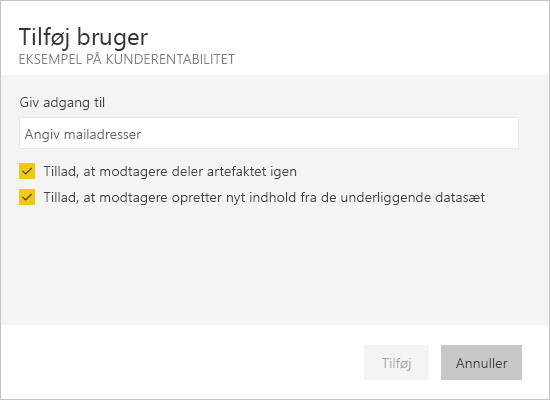 Tilføj bruger
EKSEMPEL PÅ KUNDERENTABILITET
Giv adgang til
Angiv mailadresser
Tillad, at modtagere deler artefaktet igen
Tillad, at modtagere opretter nyt indhold fra de underliggende datasæt
Tilføj
Annuller